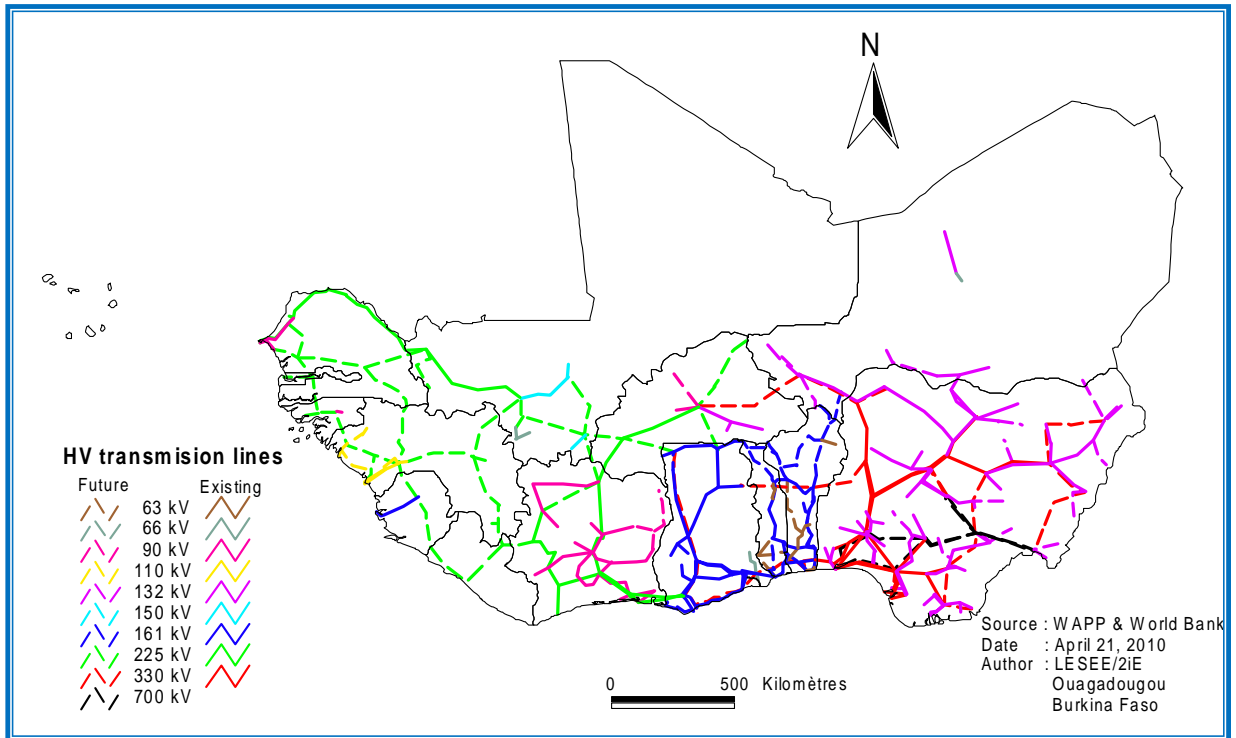 N
HV transmision lines
Future Existing
63 kV
66 kV
90 kV
110 kV
132 kV
150 kV
161 kV
225 kV
330 kV
700 kV
0 500 Kilomètres
Source : WAPP & World Bank
Date : April 21, 2010
Author : LESEE/2iE
Ouagadougou
Burkina Faso